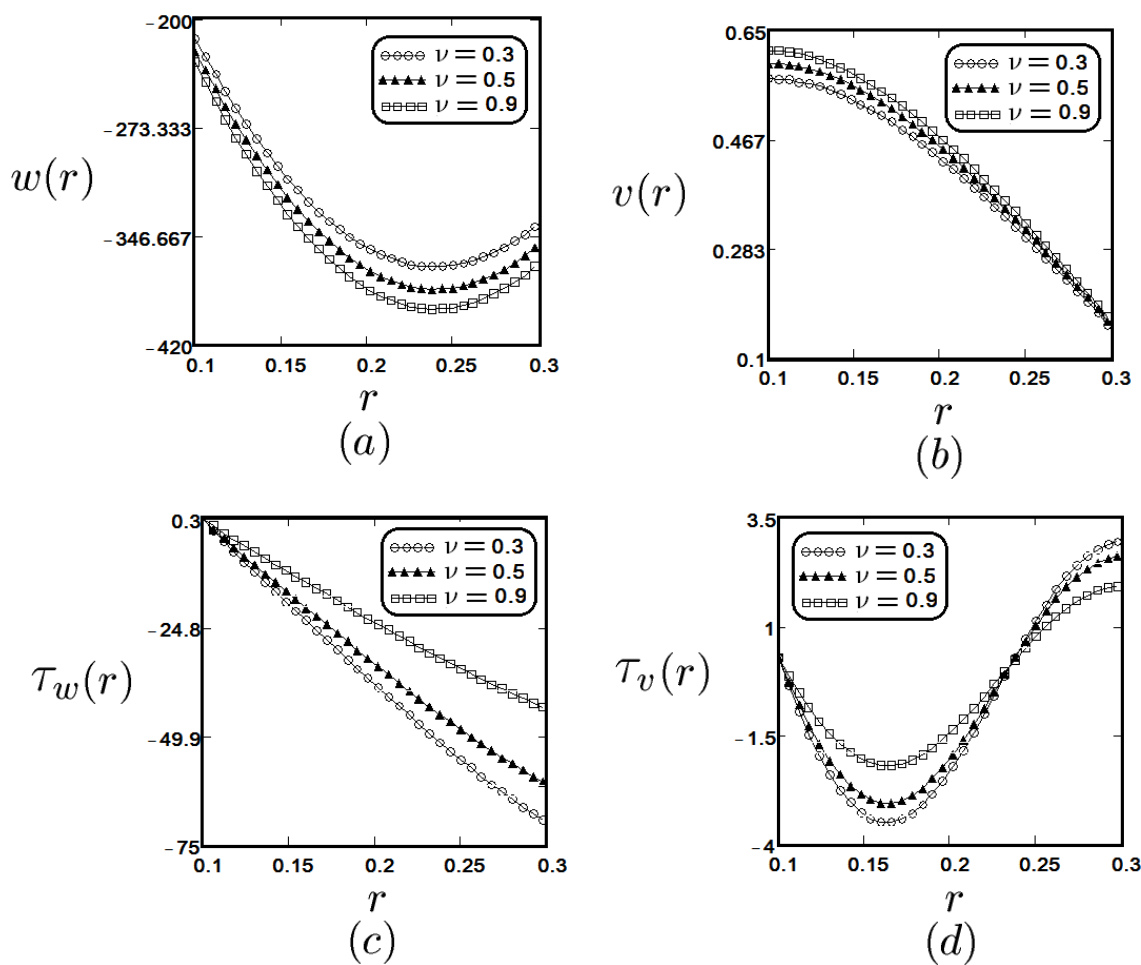 -200
-273.333
-346.667
-420
w(r)
ν = 0.3
ν = 0.5
ν = 0.9
0.1 0.15 0.2 0.25 0.3
r
(a)
0.65
0.467
0.283
0.1
v(r)
ν = 0.3
ν = 0.5
ν = 0.9
0.1 0.15 0.2 0.25 0.3
r
(b)
0.3
-24.8
-49.9
-75
τw(r)
ν = 0.3
ν = 0.5
ν = 0.9
0.1 0.15 0.2 0.25 0.3
r
(c)
3.5
1
-1.5
-4
τv(r)
ν = 0.3
ν = 0.5
ν = 0.9
0.1 0.15 0.2 0.25 0.3
r
(d)